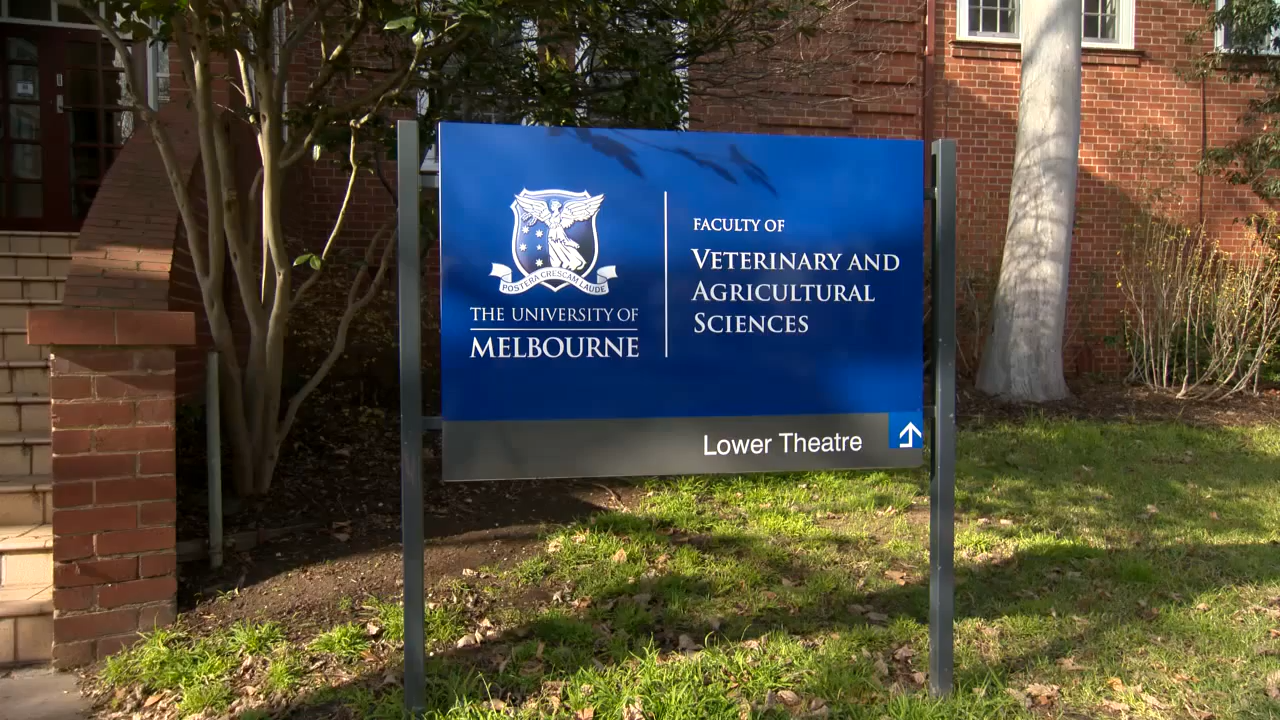 POSTERA CRESCAM LAUDE
THE UNIVERSITY OF
MELBOURNE
FACULTY OF
VETERINARY AND
AGRICULTURAL
SCIENCES
Lower Theatre